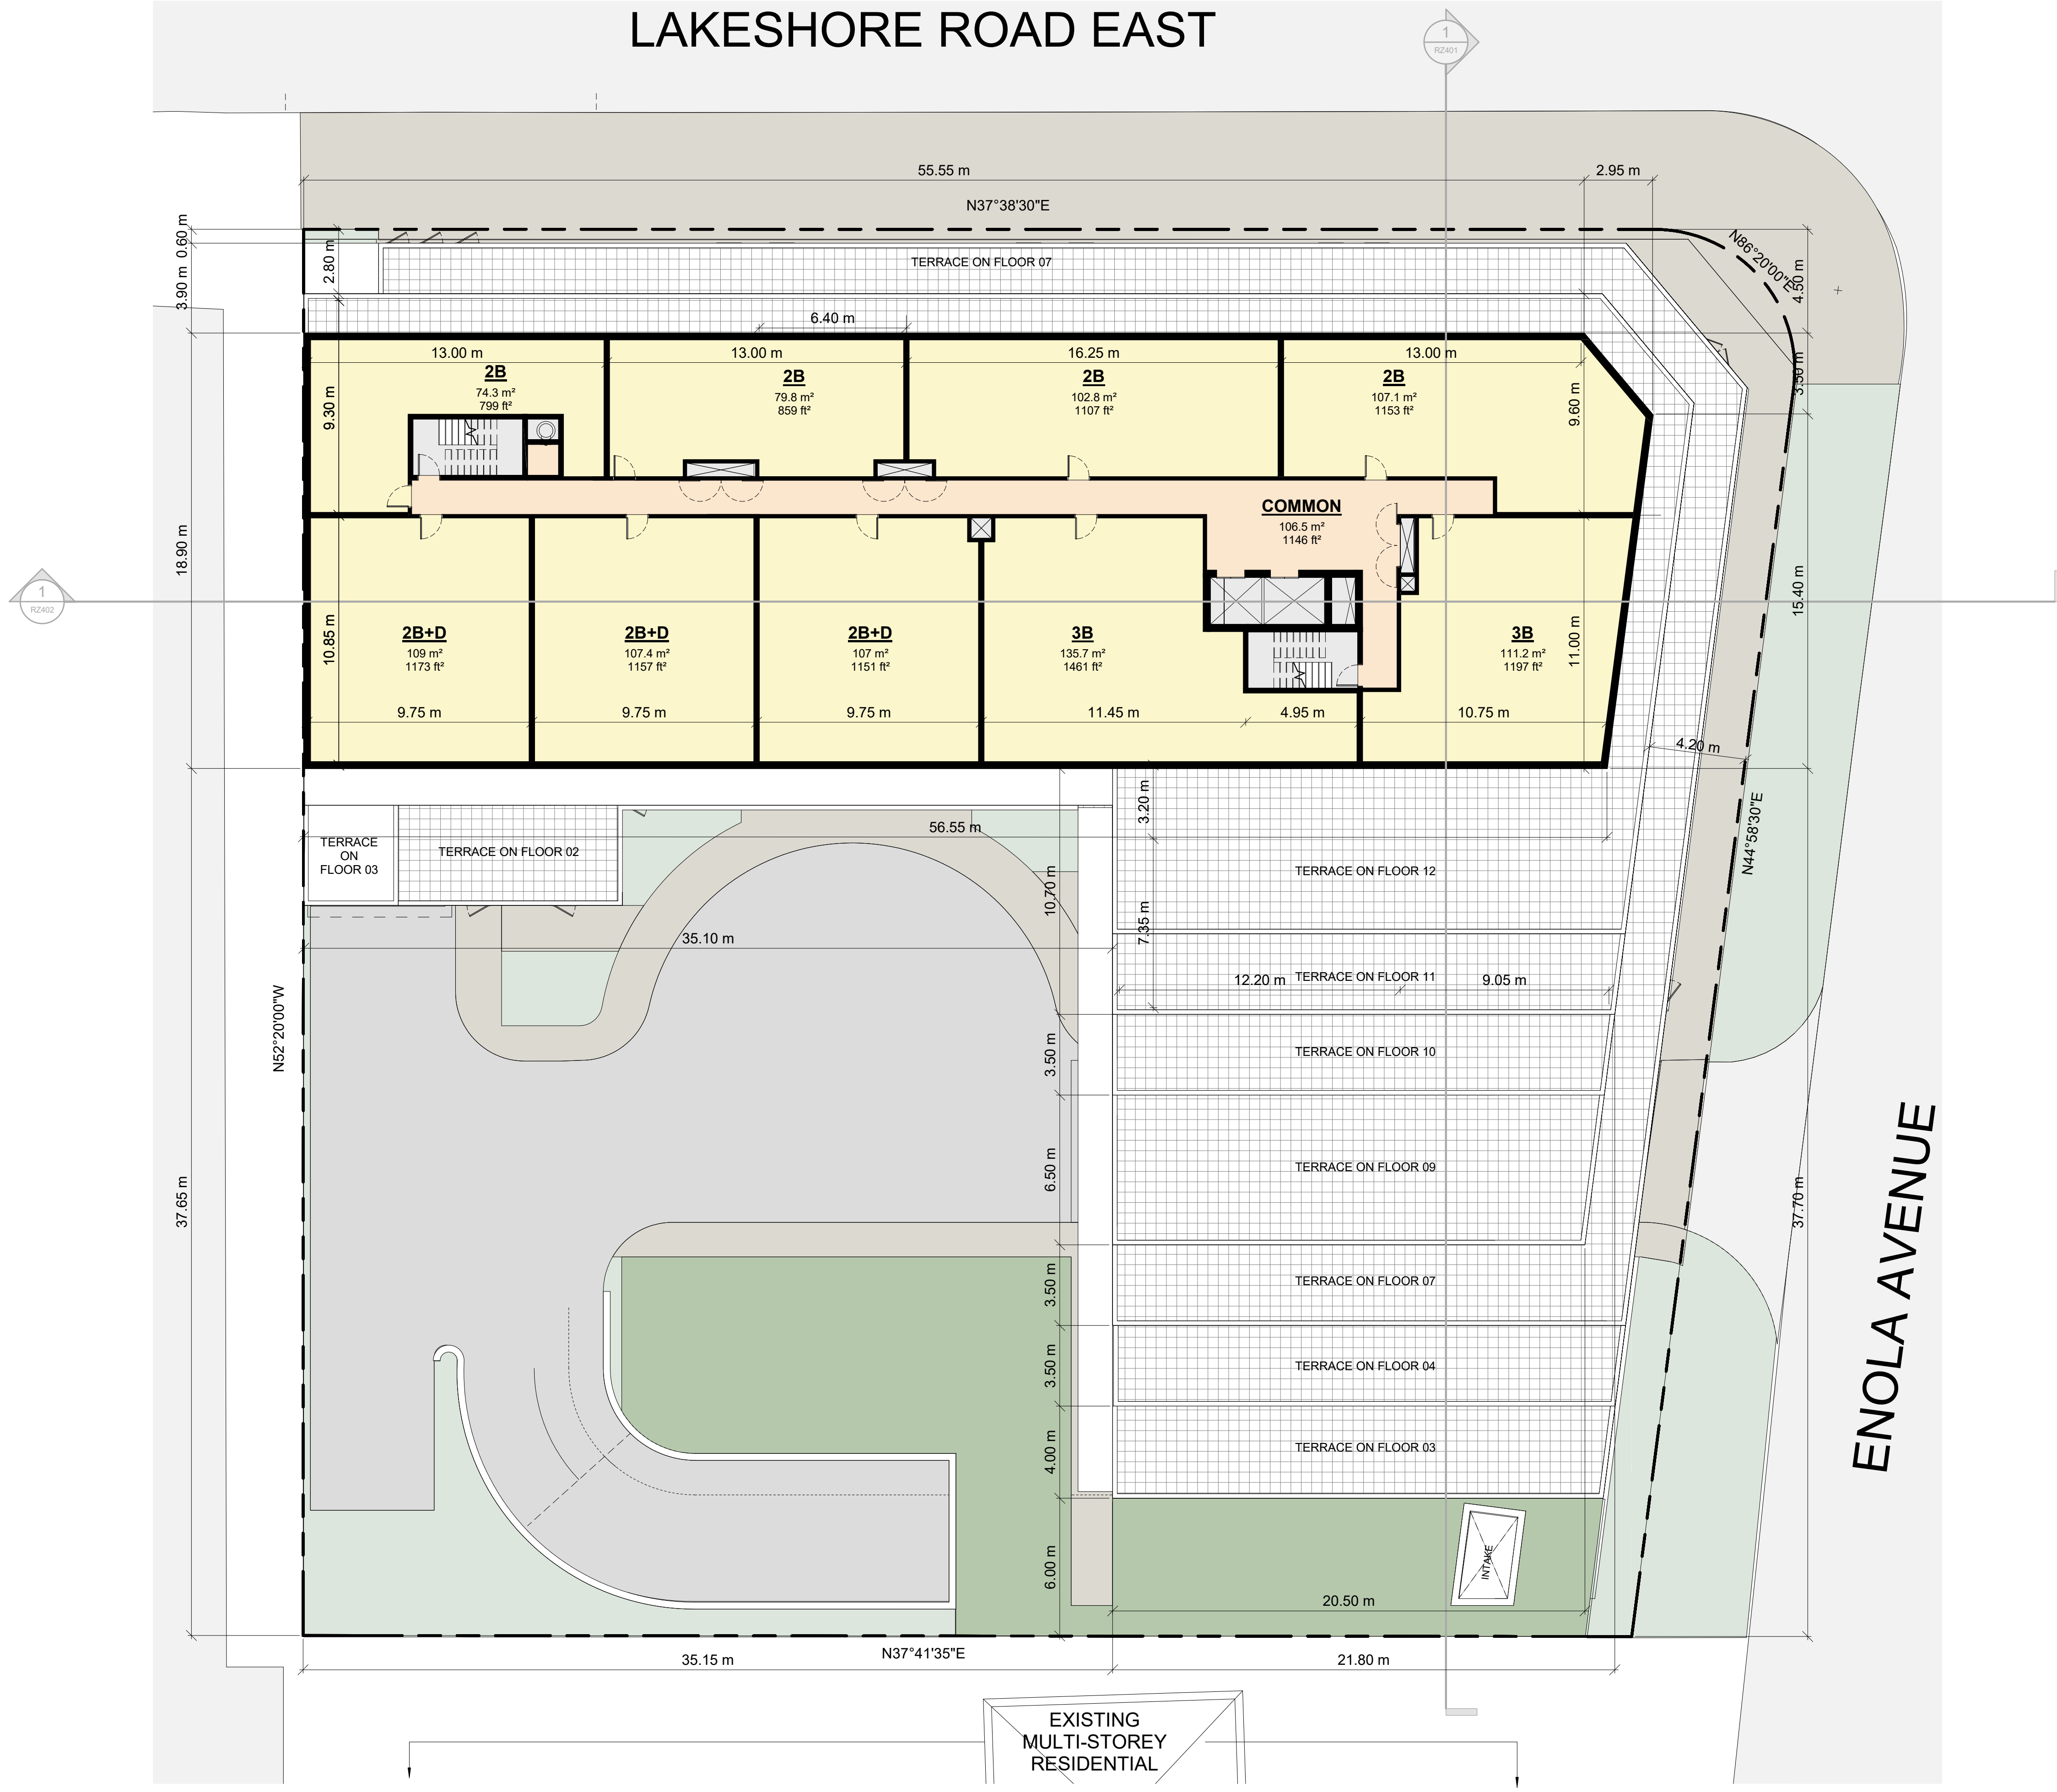 LAKESHORE ROAD EAST
1
RZ401
55.55 m
2.95 m
N37°38'30"E
N86°20'00"E
0.60 m
3.90 m
2.80 m
4.50 m
TERRACE ON FLOOR 07
6.40 m
3.50 m
13.00 m
13.00 m
16.25 m
13.00 m
2B
74.3 m²
799 ft²
2B
79.8 m²
859 ft²
2B
102.8 m²
1107 ft²
2B
107.1 m²
1153 ft²
9.30 m
9.60 m
18.90 m
COMMON
106.5 m²
1146 ft²
1
RZ402
15.40 m
10.85 m
11.00 m
2B+D
109 m²
1173 ft²
2B+D
107.4 m²
1157 ft²
2B+D
107 m²
1151 ft²
3B
135.7 m²
1461 ft²
3B
111.2 m²
1197 ft²
9.75 m
9.75 m
9.75 m
11.45 m
4.95 m
10.75 m
4.20 m
3.20 m
56.55 m
N44°58'30"E
TERRACE
ON
FLOOR 03
TERRACE ON FLOOR 02
TERRACE ON FLOOR 12
10.70 m
7.35 m
35.10 m
12.20 m
TERRACE ON FLOOR 11
9.05 m
N52°20'00"W
3.50 m
TERRACE ON FLOOR 10
6.50 m
TERRACE ON FLOOR 09
37.65 m
37.70 m
ENOLA AVENUE
3.50 m
TERRACE ON FLOOR 07
3.50 m
TERRACE ON FLOOR 04
4.00 m
TERRACE ON FLOOR 03
6.00 m
INTAKE
20.50 m
N37°41'35"E
35.15 m
21.80 m
EXISTING
MULTI-STOREY
RESIDENTIAL